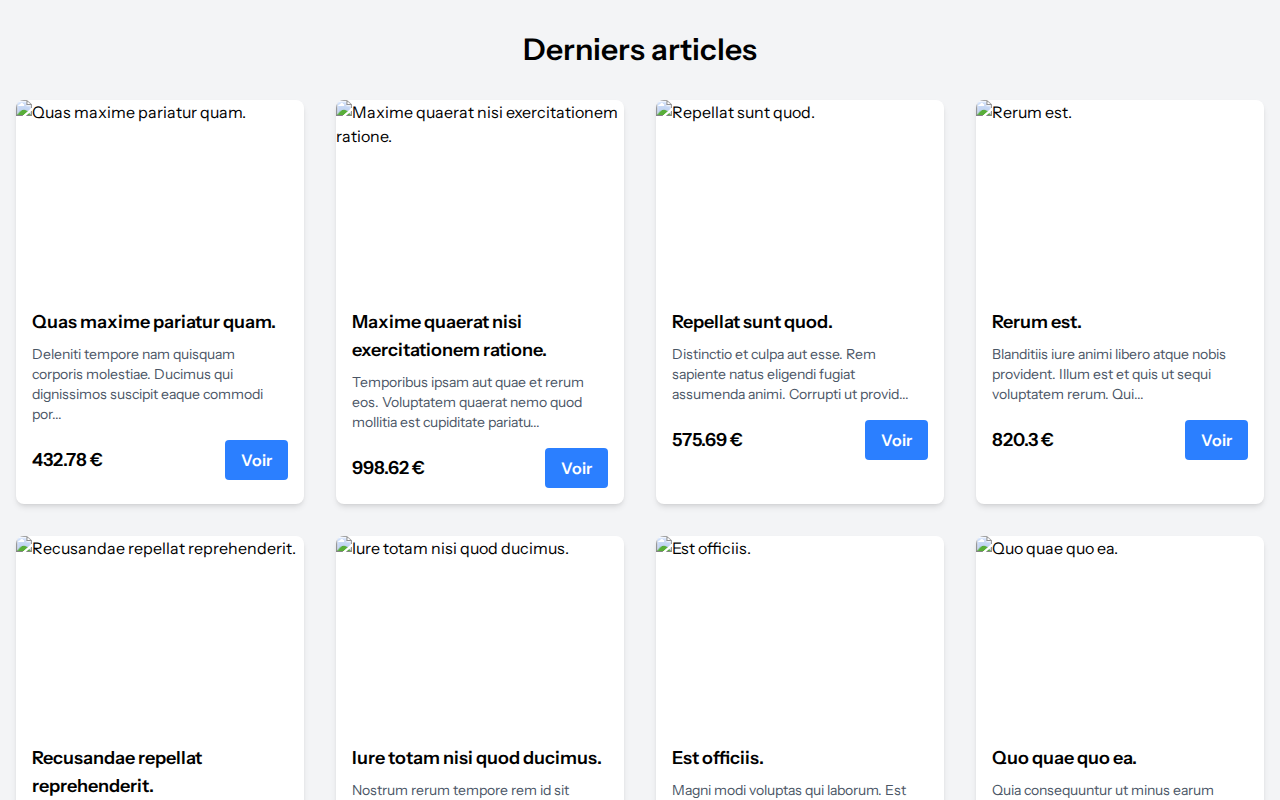 Derniers articles
Quas maxime pariatur quam.
Maxime quaerat nisi exercitationem
ratione.
Repellat sunt quod.
Rerum est.
Quas maxime pariatur quam.
Deleniti tempore nam quisquam
corporis molestiae. Ducimus qui
dignissimos suscipit eaque commodi
por...
432.78 €
Voir
Maxime quaerat nisi
exercitationem ratione.
Temporibus ipsam aut quae et rerum
eos. Voluptatem quaerat nemo quod
mollitia est cupiditate pariatu...
998.62 €
Voir
Repellat sunt quod.
Distinctio et culpa aut esse. Rem
sapiente natus eligendi fugiat
assumenda animi. Corrupti ut provid...
575.69 €
Voir
Rerum est.
Blanditiis iure animi libero atque nobis
provident. Illum est et quis ut sequi
voluptatem rerum. Qui...
820.3 €
Voir
Recusandae repellat reprehenderit.
Iure totam nisi quod ducimus.
Est officiis.
Quo quae quo ea.
Recusandae repellat
reprehenderit.
Iure totam nisi quod ducimus.
Nostrum rerum tempore rem id sit
Est officiis.
Magni modi voluptas qui laborum. Est
Quo quae quo ea.
Quia consequuntur ut minus earum